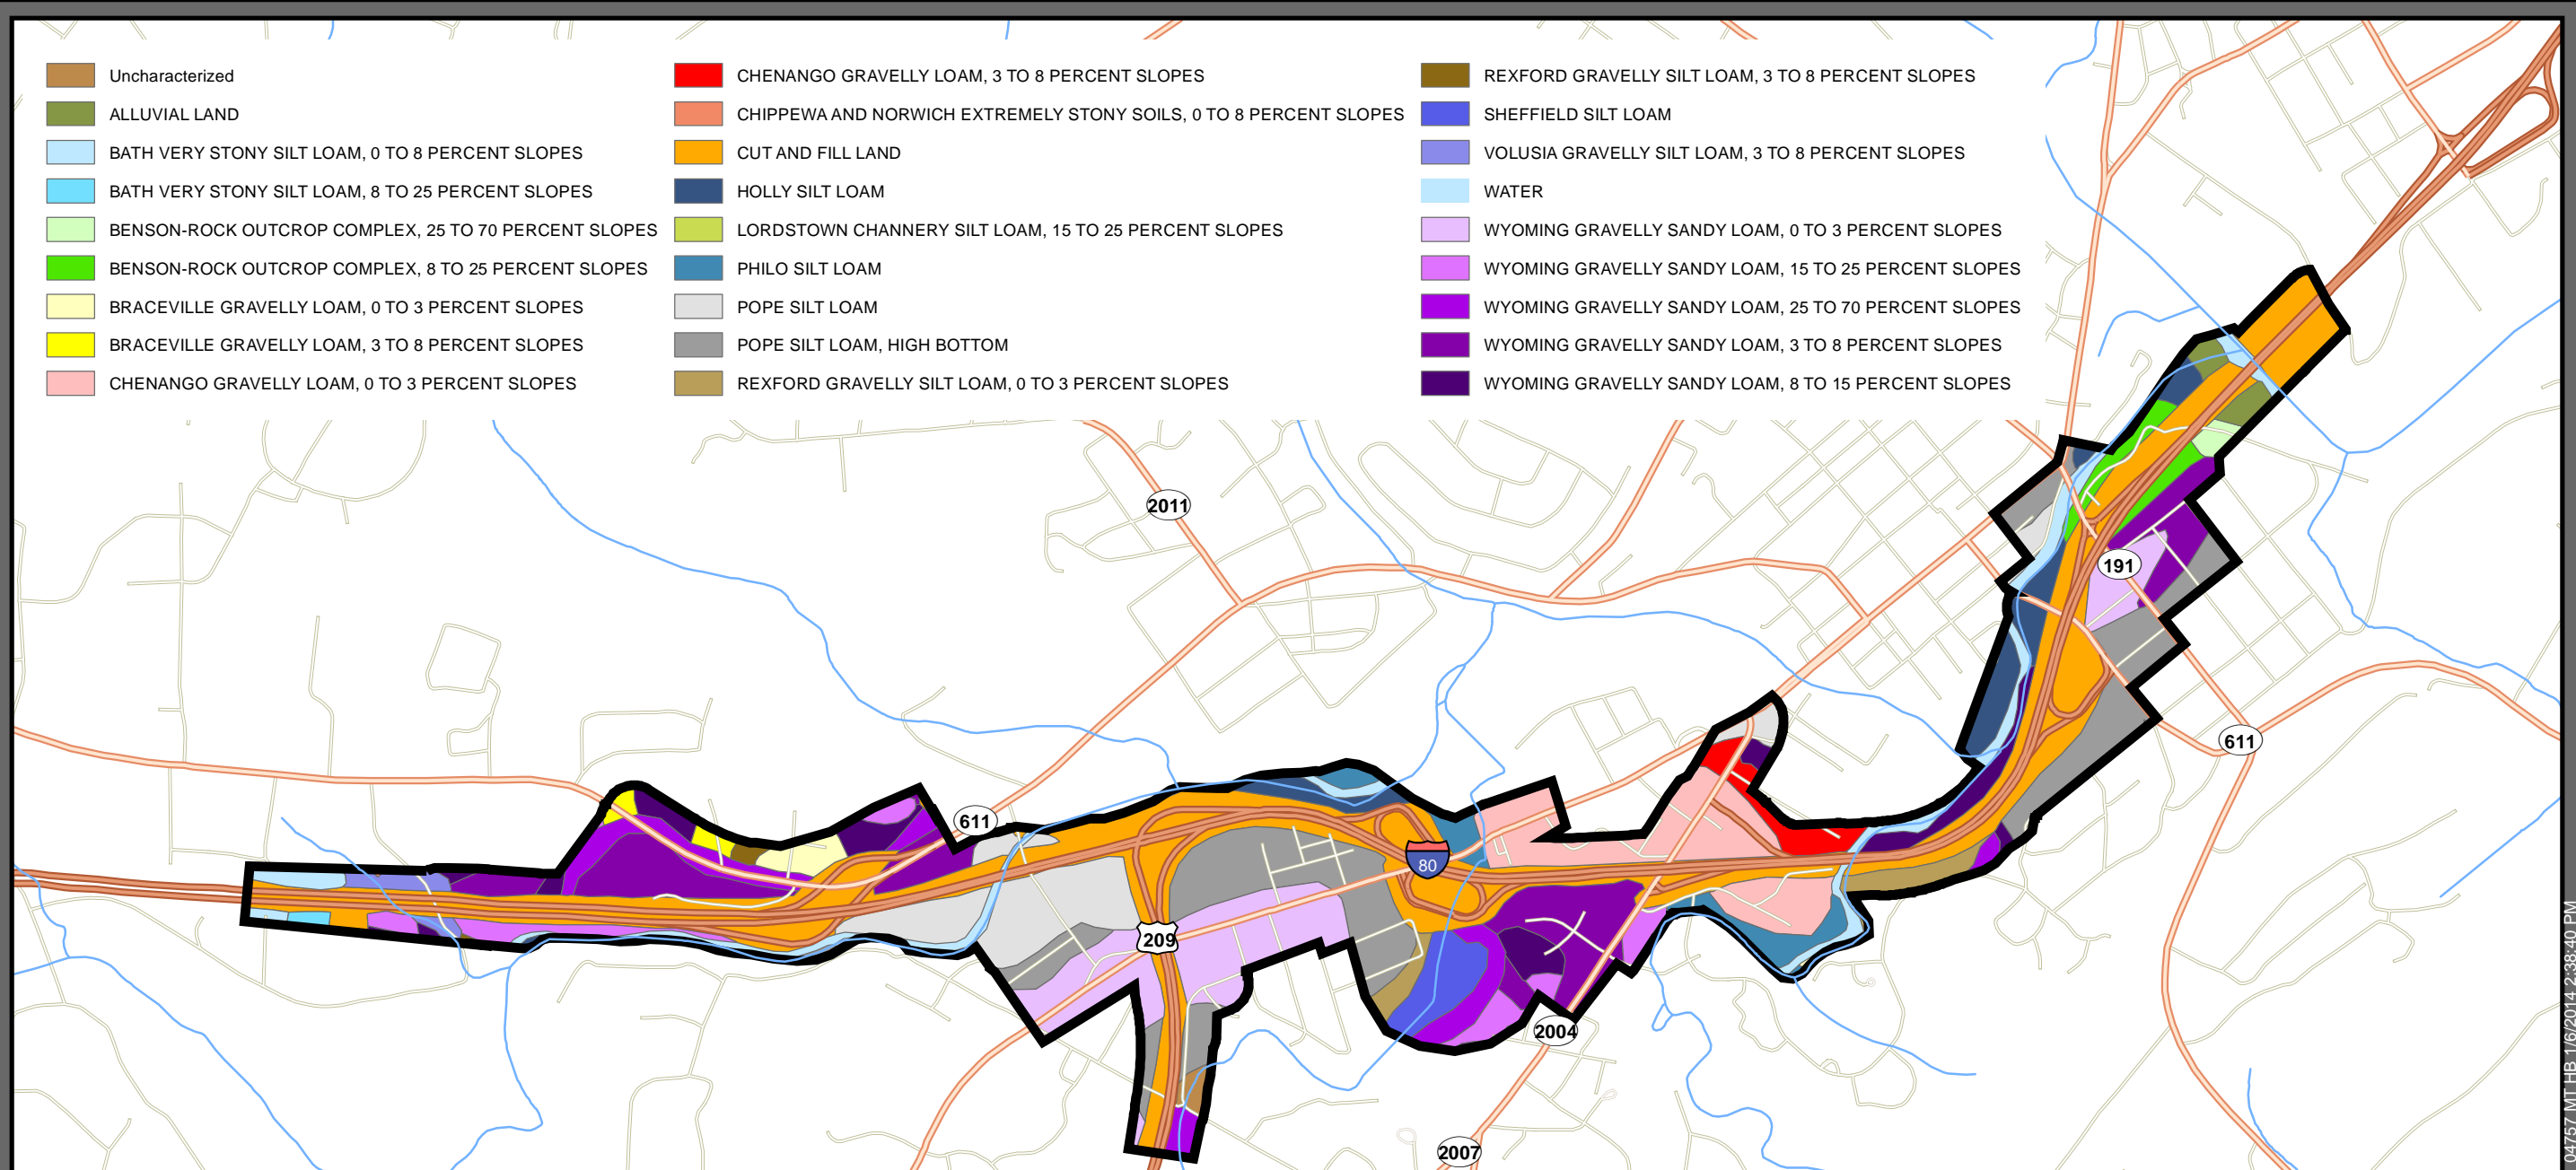 Uncharacterized
ALLUVIAL LAND
BATH VERY STONY SILT LOAM, 0 TO 8 PERCENT SLOPES
BATH VERY STONY SILT LOAM, 8 TO 25 PERCENT SLOPES
BENSON-ROCK OUTCROP COMPLEX, 25 TO 70 PERCENT SLOPES
BENSON-ROCK OUTCROP COMPLEX, 8 TO 25 PERCENT SLOPES
BRACEVILLE GRAVELLY LOAM, 0 TO 3 PERCENT SLOPES
BRACEVILLE GRAVELLY LOAM, 3 TO 8 PERCENT SLOPES
CHENANGO GRAVELLY LOAM, 0 TO 3 PERCENT SLOPES
CHENANGO GRAVELLY LOAM, 3 TO 8 PERCENT SLOPES
CHIPPEWA AND NORWICH EXTREMELY STONY SOILS, 0 TO 8 PERCENT SLOPES
CUT AND FILL LAND
HOLLY SILT LOAM
LORDSTOWN CHANNERY SILT LOAM, 15 TO 25 PERCENT SLOPES
PHILO SILT LOAM
POPE SILT LOAM
POPE SILT LOAM, HIGH BOTTOM
REXFORD GRAVELLY SILT LOAM, 0 TO 3 PERCENT SLOPES
REXFORD GRAVELLY SILT LOAM, 3 TO 8 PERCENT SLOPES
SHEFFIELD SILT LOAM
VOLUSIA GRAVELLY SILT LOAM, 3 TO 8 PERCENT SLOPES
WATER
WYOMING GRAVELLY SANDY LOAM, 0 TO 3 PERCENT SLOPES
WYOMING GRAVELLY SANDY LOAM, 15 TO 25 PERCENT SLOPES
WYOMING GRAVELLY SANDY LOAM, 25 TO 70 PERCENT SLOPES
WYOMING GRAVELLY SANDY LOAM, 3 TO 8 PERCENT SLOPES
WYOMING GRAVELLY SANDY LOAM, 8 TO 15 PERCENT SLOPES
2011
191
611
611
80
209
2004
2007
04757 MT HB 1/6/2014 2:38:40 PM